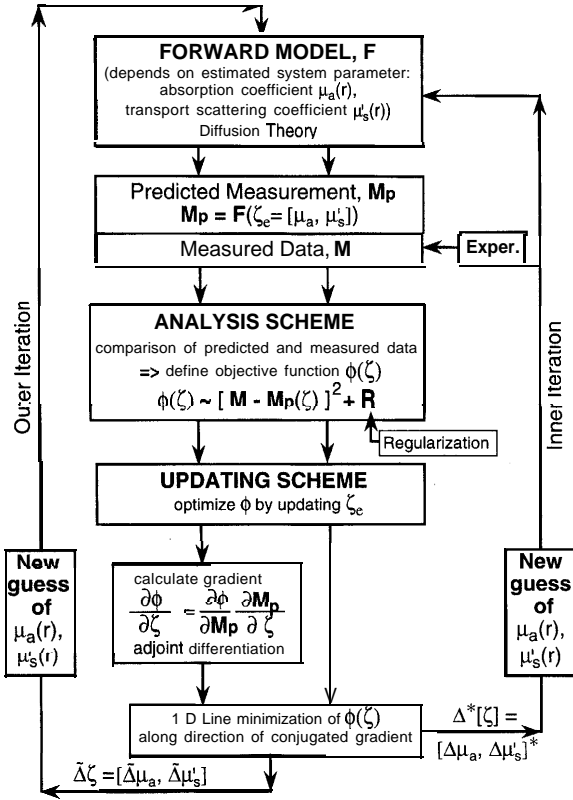 FORWARD MODEL, F
(depends on estimated system parameter:
absorption coefficient μa(r),
transport scattering coefficient μ's(r))
Diffusion Theory
Predicted Measurement, Mp
Mp = F(ζe=[μa, μ's])
Measured Data, M
Exper.
ANALYSIS SCHEME
comparison of predicted and measured data
=> define objective function ϕ(ζ)
ϕ(ζ) ~ [ M - Mp(ζ) ]² + R
Regularization
UPDATING SCHEME
optimize ϕ by updating ζe
calculate gradient
∂ϕ/∂ζ = ∂ϕ/∂Mp ∂Mp/∂ζ
adjoint differentiation
1 D Line minimization of ϕ(ζ)
along direction of conjugated gradient
Outer Iteration
New
guess
of
μa(r),
μ's(r)
Δ̃ζ =[Δ̃μa, Δ̃μ's]
Inner Iteration
New
guess
of
μa(r),
μ's(r)
Δ*[ζ] =
[Δμa, Δμ's]*